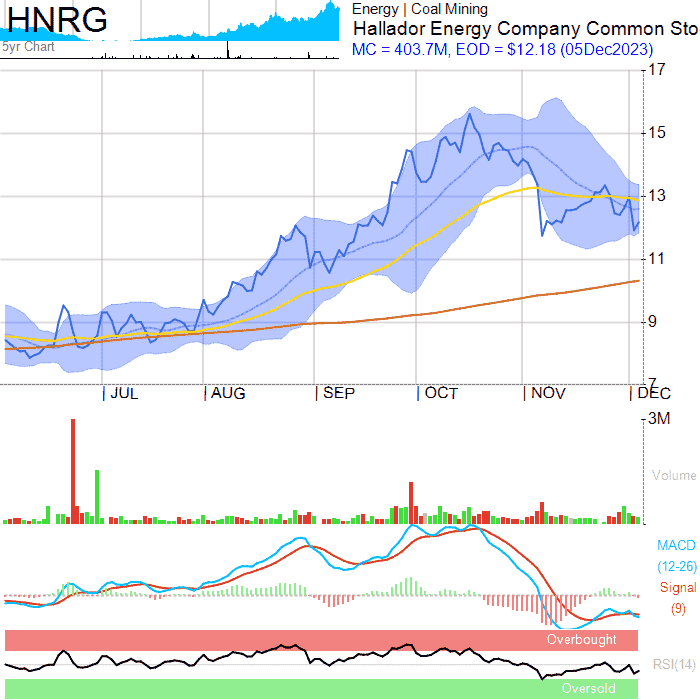 HNRG
5yr Chart
Energy | Coal Mining
Hallador Energy Company Common Sto
MC = 403.7M, EOD = $12.18 (05Dec2023)
17
15
13
11
9
7
JUL AUG SEP OCT NOV DEC
3M
Volume
MACD
(12-26)
Signal
(9)
Overbought
RSI(14)
Oversold